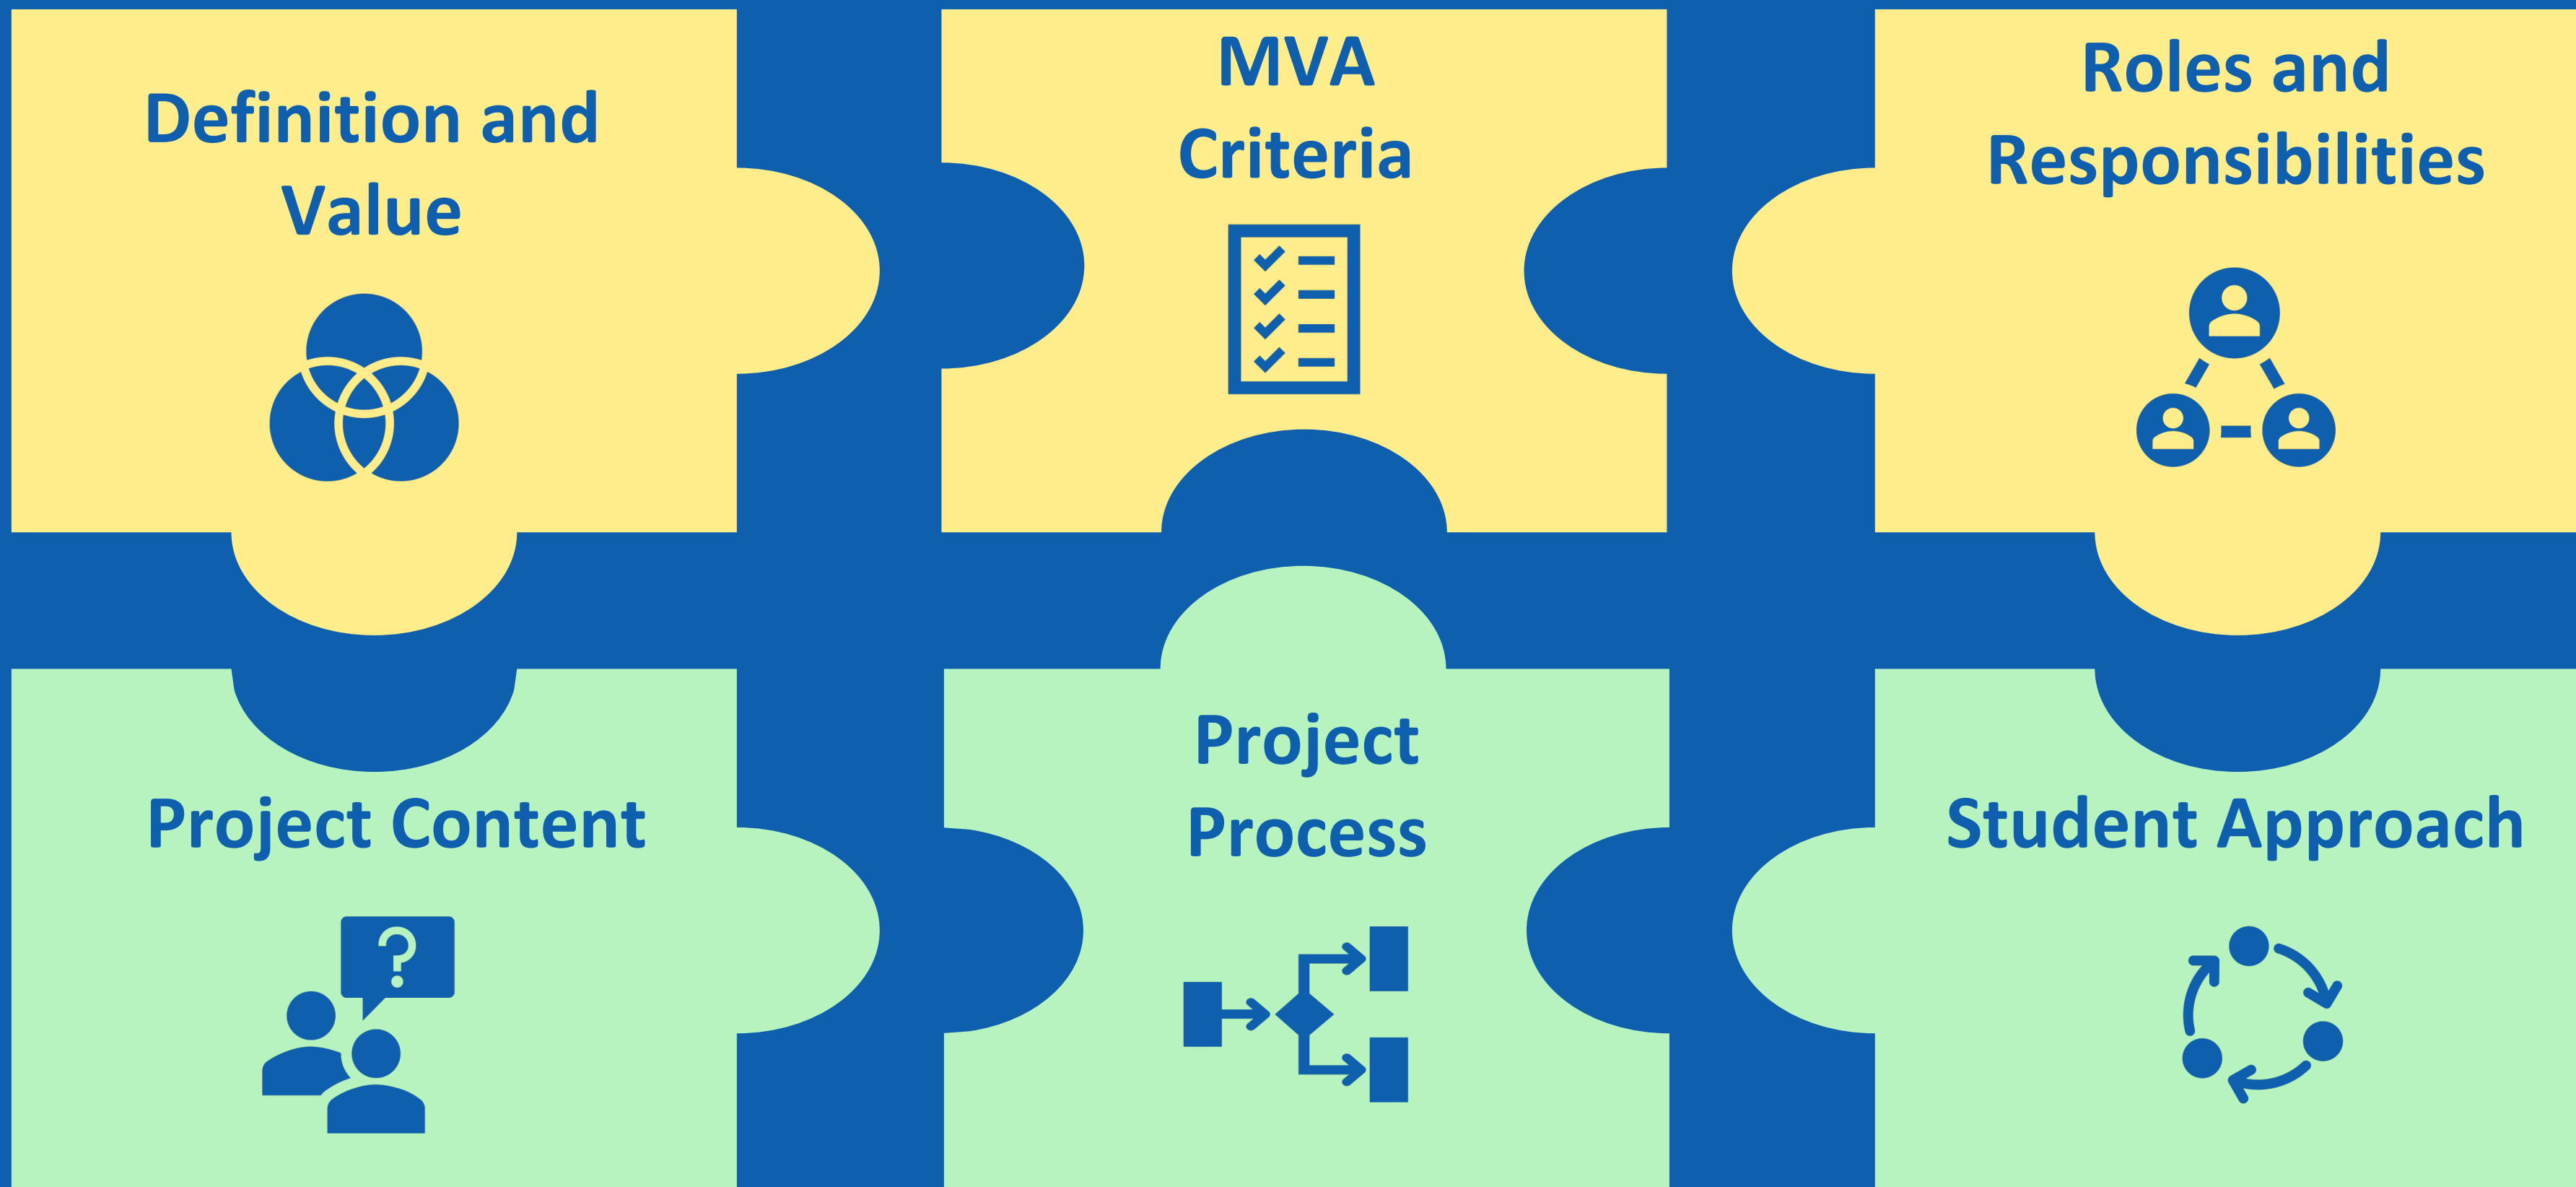 Definition and
Value
MVA
Criteria
Roles and
Responsibilities
Project Content
?
Project
Process
Student Approach